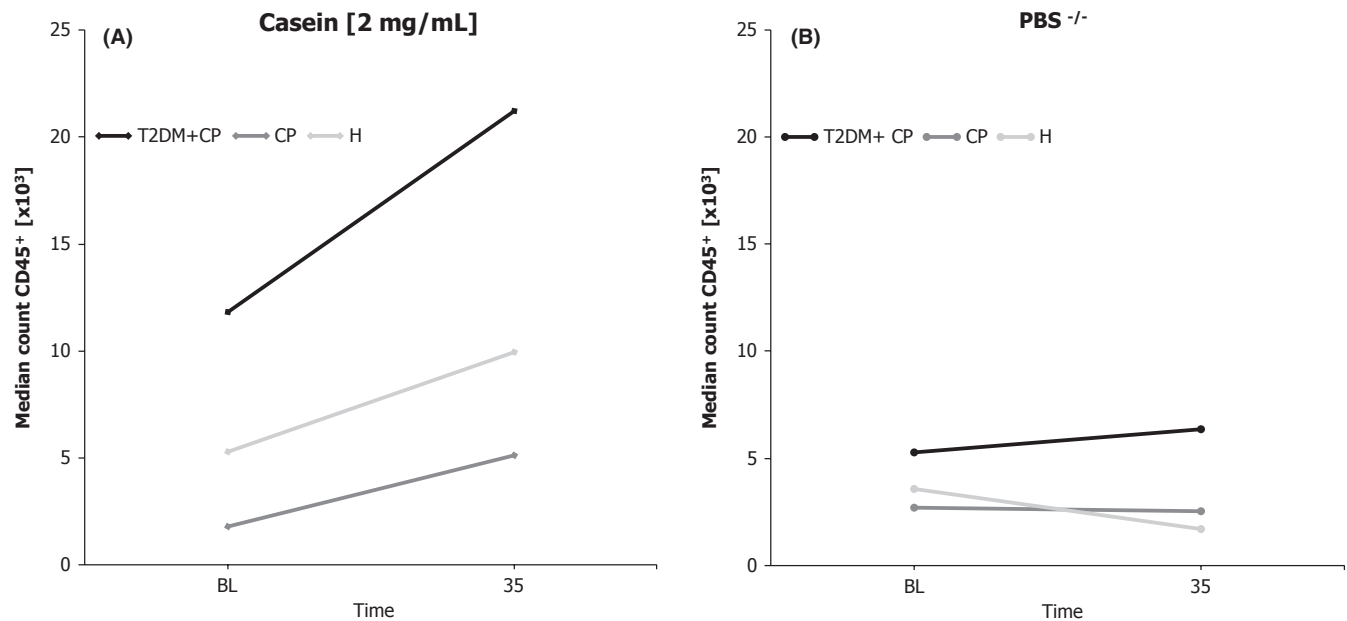 Casein [2 mg/mL]
(A)
25
20
15
10
5
0
Median count CD45⁺ [x10³]
T2DM+CP CP H
BL 35
Time
PBS ⁻/⁻
(B)
25
20
15
10
5
0
Median count CD45⁺ [x10³]
T2DM+ CP CP H
BL 35
Time